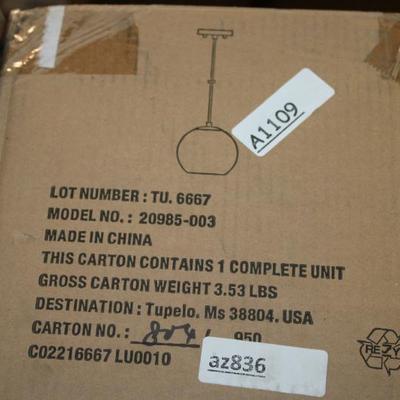 A1109
LOT NUMBER : TU. 6667
MODEL NO. : 20985-003
MADE IN CHINA
THIS CARTON CONTAINS 1 COMPLETE UNIT
GROSS CARTON WEIGHT 3.53 LBS
DESTINATION : Tupelo. Ms 38804. USA
CARTON NO. : 804 950
C02216667 LU0010
az836